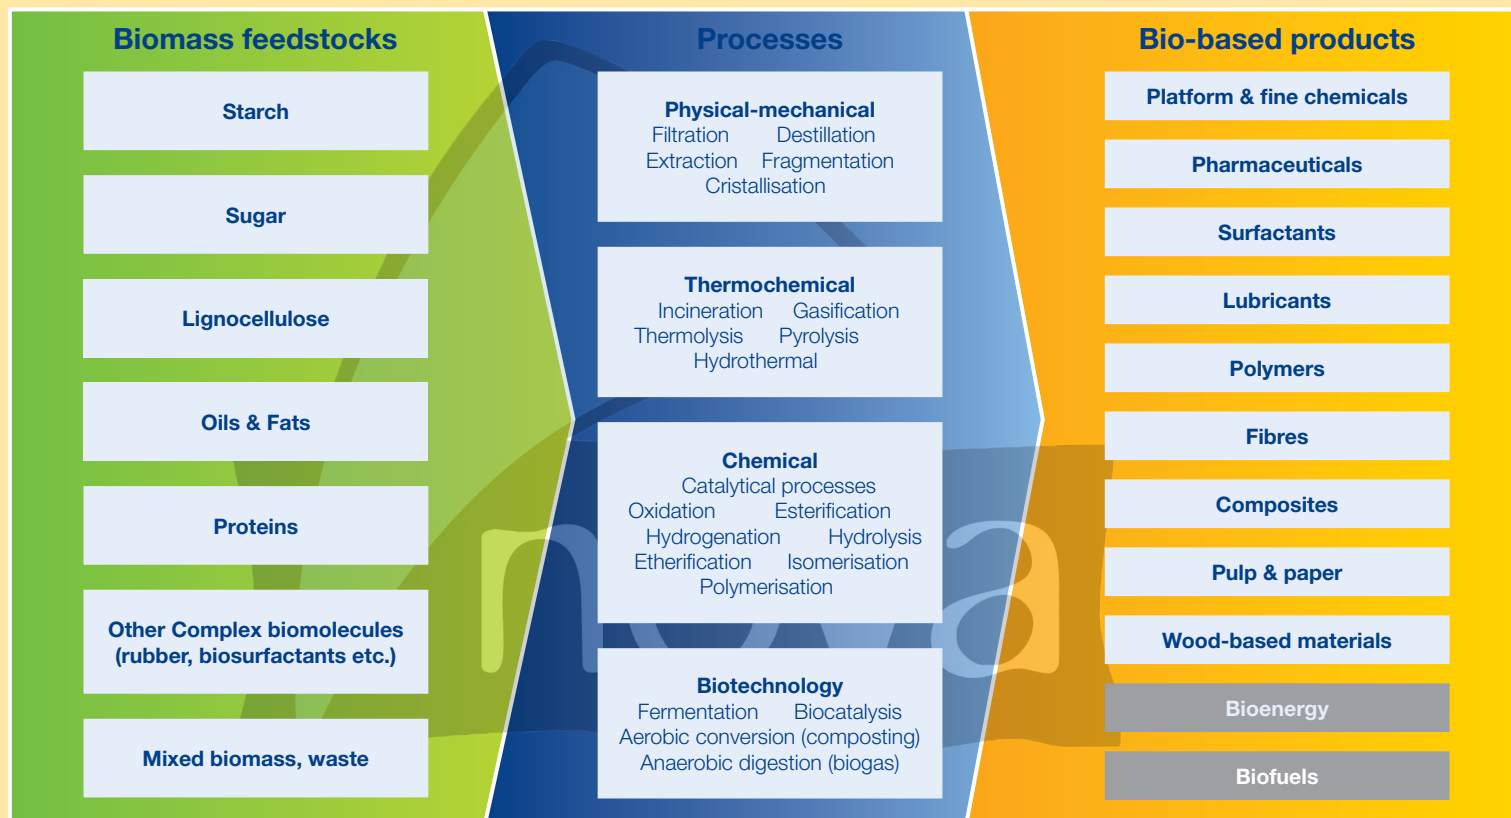 Biomass feedstocks
Starch
Sugar
Lignocellulose
Oils & Fats
Proteins
Other Complex biomolecules
(rubber, biosurfactants etc.)
Mixed biomass, waste
Processes
Physical-mechanical
Filtration Destillation
Extraction Fragmentation
Cristallisation
Thermochemical
Incineration Gasification
Thermolysis Pyrolysis
Hydrothermal
Chemical
Catalytical processes
Oxidation Esterification
Hydrogenation Hydrolysis
Etherification Isomerisation
Polymerisation
Biotechnology
Fermentation Biocatalysis
Aerobic conversion (composting)
Anaerobic digestion (biogas)
Bio-based products
Platform & fine chemicals
Pharmaceuticals
Surfactants
Lubricants
Polymers
Fibres
Composites
Pulp & paper
Wood-based materials
Bioenergy
Biofuels
nova